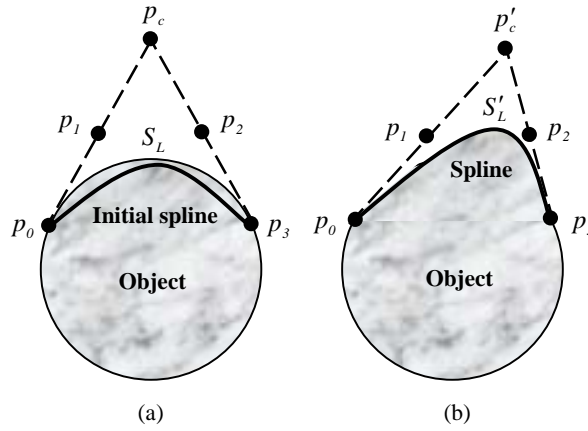 p_c
p_1
p_2
S_L
p_0
p_3
Initial spline
Object
(a)
p'_c
S'_L
p_1
p_2
Spline
p_0
p
Object
(b)